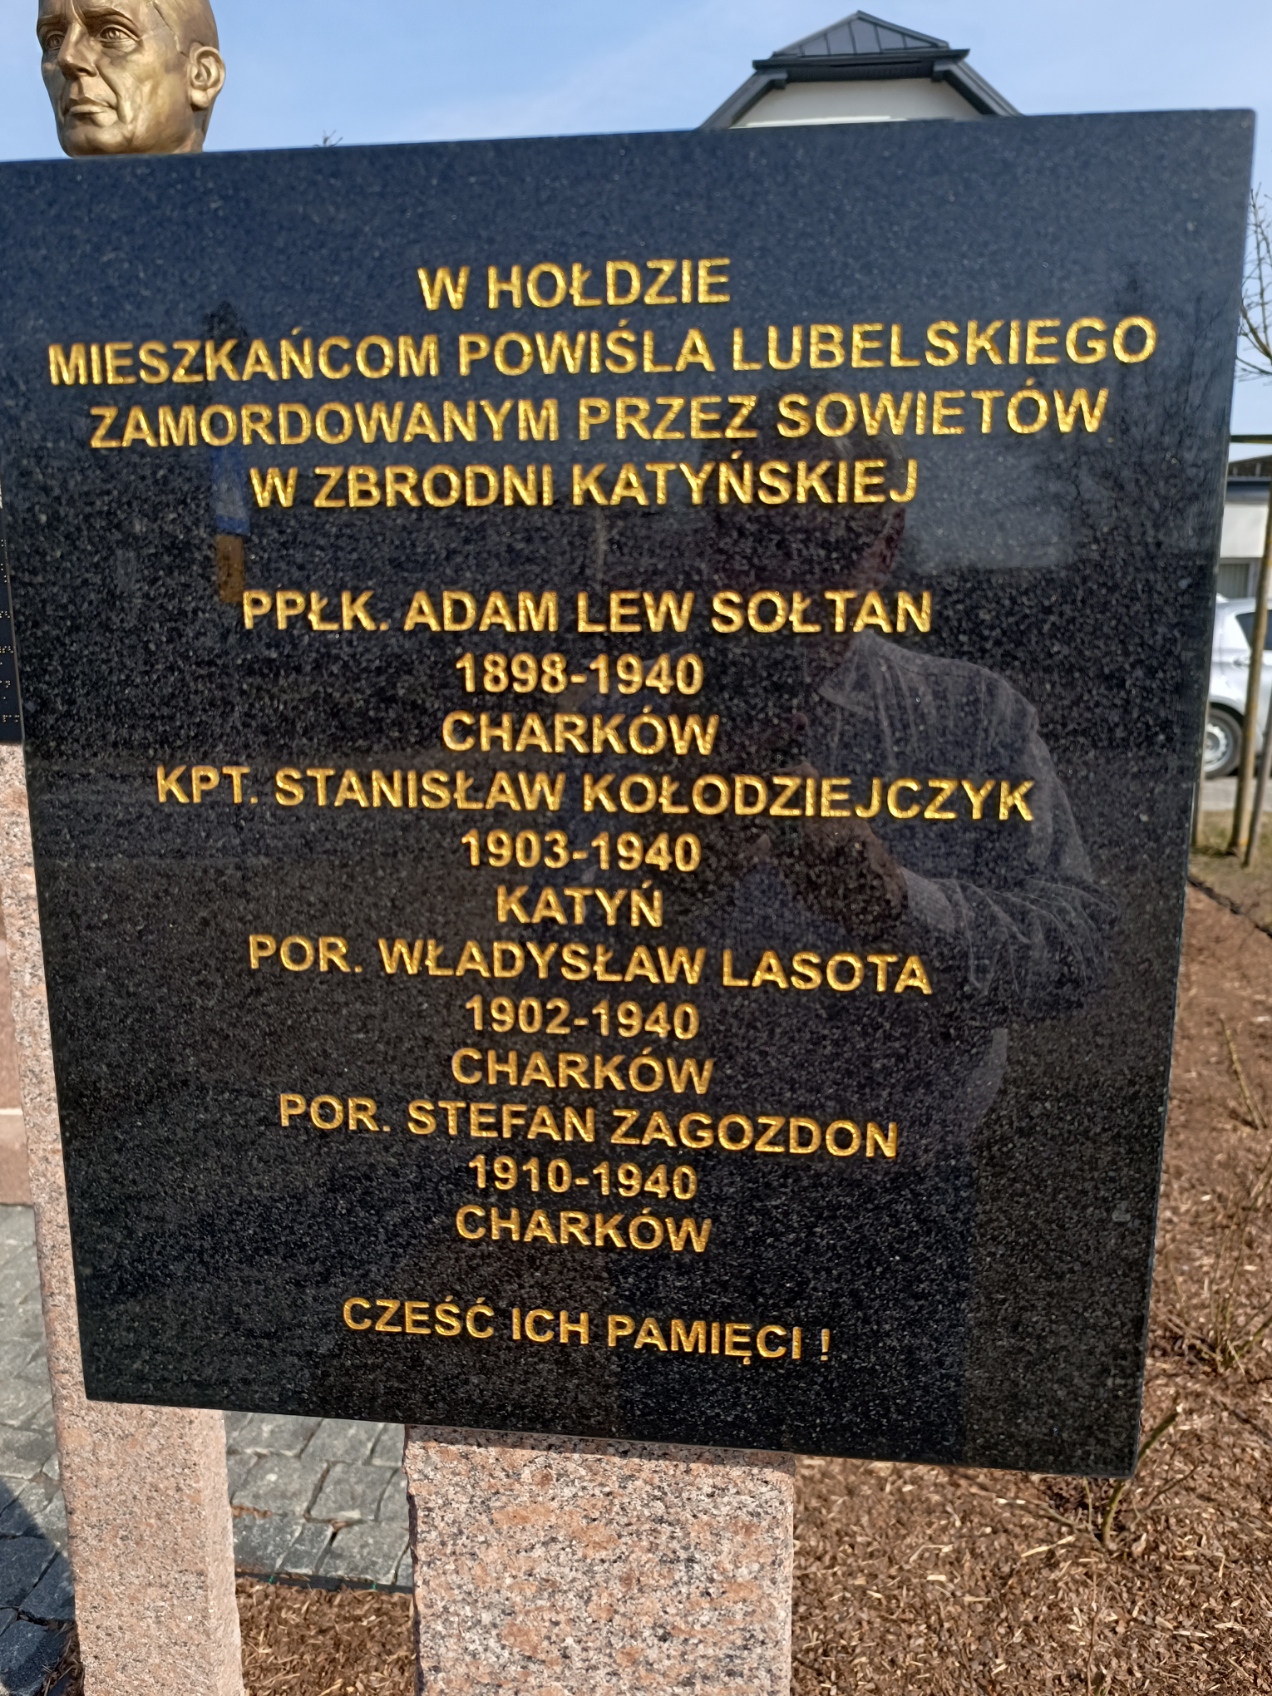 W HOŁDZIE
MIESZKAŃCOM POWIŚLA LUBELSKIEGO
ZAMORDOWANYM PRZEZ SOWIETÓW
W ZBRODNI KATYŃSKIEJ
PPŁK. ADAM LEW SOŁTAN
1898-1940
CHARKÓW
KPT. STANISŁAW KOŁODZIEJCZYK
1903-1940
KATYŃ
POR. WŁADYSŁAW LASOTA
1902-1940
CHARKÓW
POR. STEFAN ZAGOZDON
1910-1940
CHARKÓW
CZEŚĆ ICH PAMIĘCI !